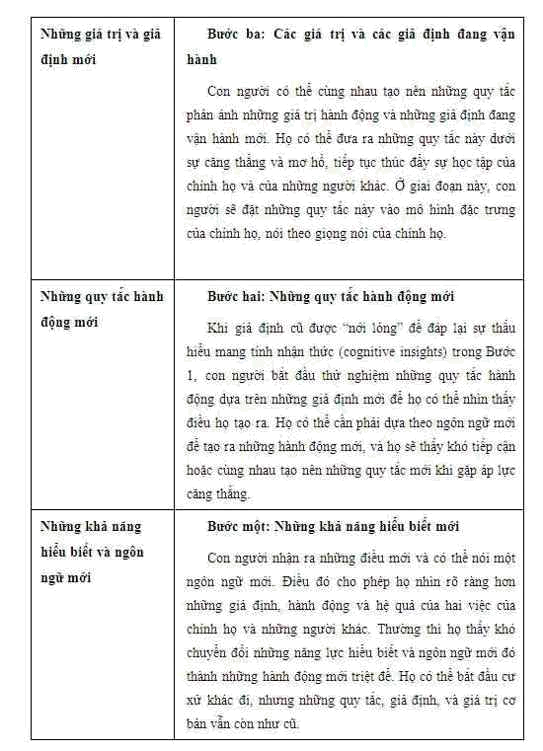 Những giá trị và giả
định mới
Bước ba: Các giá trị và các giả định đang vận
hành
Con người có thể cùng nhau tạo nên những quy tắc
phản ánh những giá trị hành động và những giả định đang
vận hành mới. Họ có thể đưa ra những quy tắc này dưới
sự căng thẳng và mơ hồ, tiếp tục thúc đẩy sự học tập của
chính họ và của những người khác. Ở giai đoạn này, con
người sẽ đặt những quy tắc này vào mô hình đặc trưng
của chính họ, nói theo giọng nói của chính họ.
Những quy tắc hành
động mới
Bước hai: Những quy tắc hành động mới
Khi giả định cũ được “nới lỏng” để đáp lại sự thấu
hiểu mang tính nhận thức (cognitive insights) trong Bước
1, con người bắt đầu thử nghiệm những quy tắc hành
động dựa trên những giả định mới để họ có thể nhìn thấy
điều họ tạo ra. Họ có thể cần phải dựa theo ngôn ngữ mới
để tạo ra những hành động mới, và họ sẽ thấy khó tiếp cận
hoặc cùng nhau tạo nên những quy tắc mới khi gặp áp lực
căng thẳng.
Những khả năng
hiểu biết và ngôn
ngữ mới
Bước một: Những khả năng hiểu biết mới
Con người nhận ra những điều mới và có thể nói một
ngôn ngữ mới. Điều đó cho phép họ nhìn rõ ràng hơn
những giả định, hành động và hệ quả của hai việc của
chính họ và những người khác. Thường thì họ thấy khó
chuyển đổi những năng lực hiểu biết và ngôn ngữ mới đó
thành những hành động mới triệt để. Họ có thể bắt đầu cư
xử khác đi, nhưng những quy tắc, giả định, và giá trị cơ
bản vẫn còn như cũ.